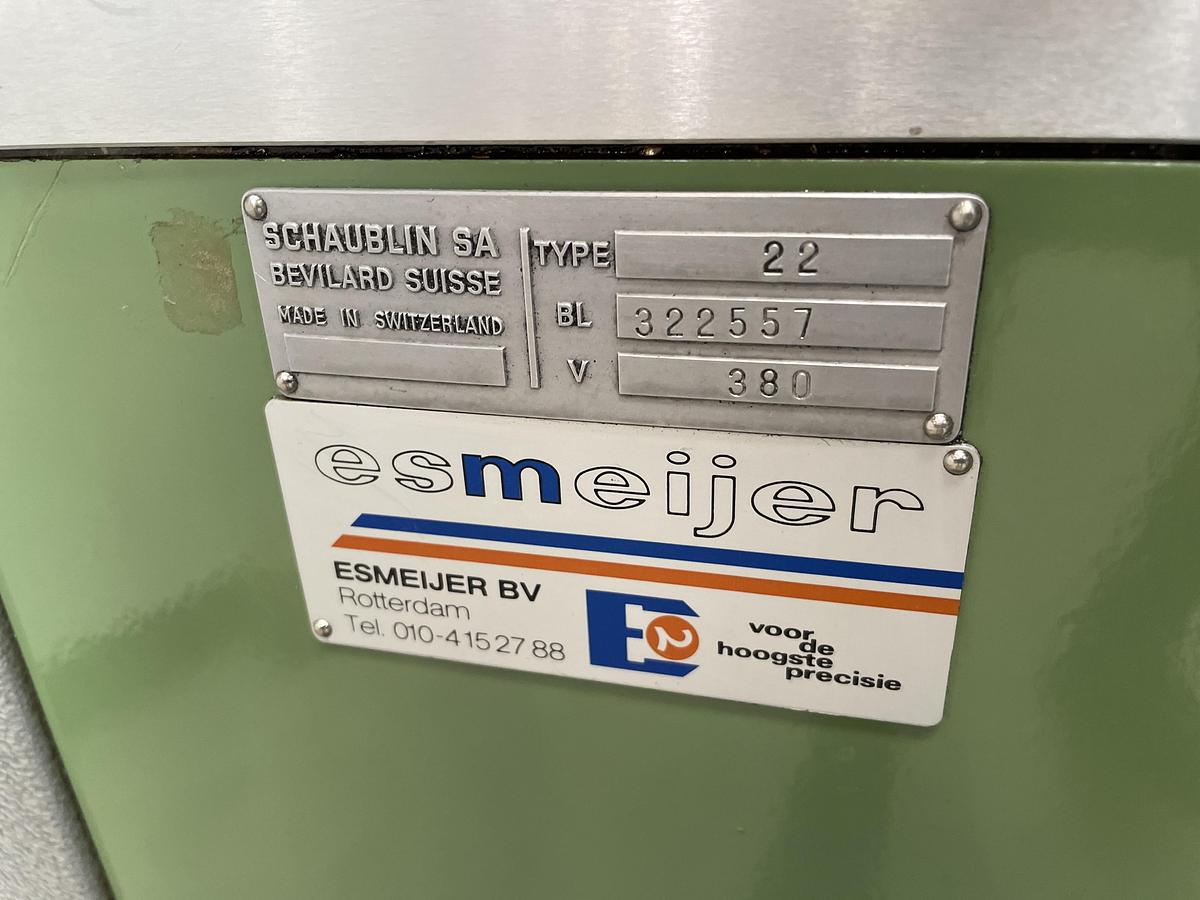 SCHAUBLIN SA
BEVILARD SUISSE
MADE IN SWITZERLAND
TYPE 22
BL 322557
V 380
esmeijer
ESMEIJER BV
Rotterdam
Tel. 010-4152788
E2
voor
de
hoogste
precisie